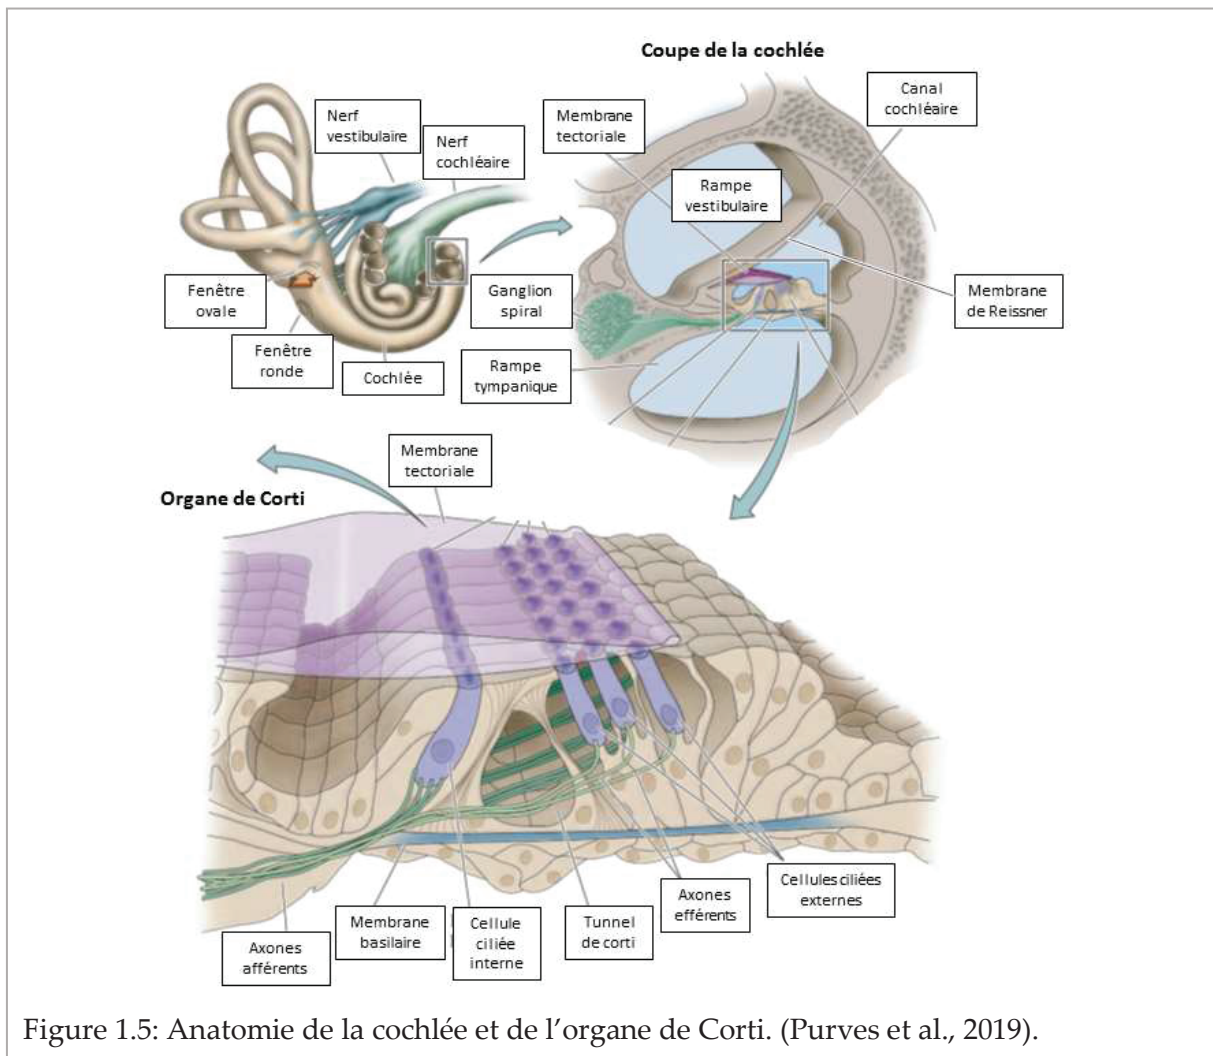 Coupe de la cochlée
Nerf
vestibulaire
Nerf
cochléaire
Membrane
tectoriale
Canal
cochléaire
Rampe
vestibulaire
Fenêtre
ovale
Ganglion
spiral
Membrane
de Reissner
Fenêtre
ronde
Cochlée
Rampe
tympanique
Membrane
tectoriale
Organe de Corti
Axones
afférents
Membrane
basilaire
Cellule
ciliée
interne
Tunnel
de corti
Axones
efférents
Cellules ciliées
externes
Figure 1.5: Anatomie de la cochlée et de l'organe de Corti. (Purves et al., 2019).